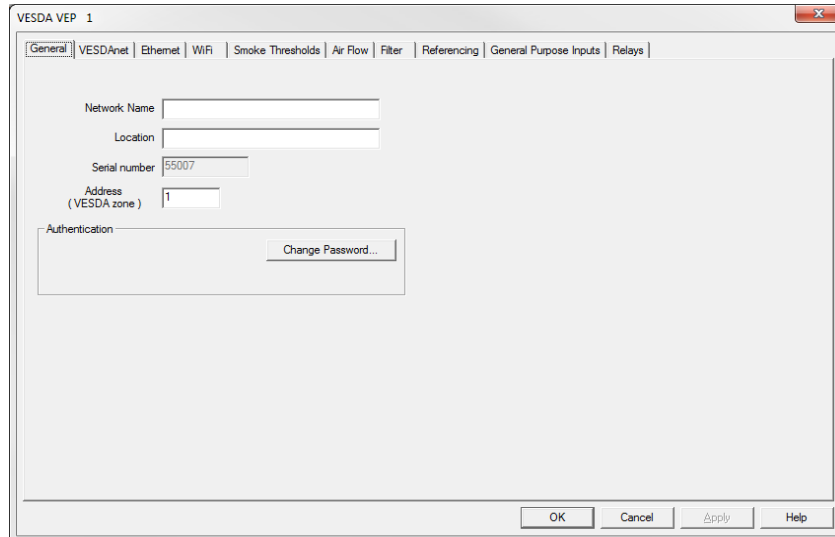 VESDA VEP 1
General VESDAnet Ethernet WiFi Smoke Thresholds Air Flow Filter Referencing General Purpose Inputs Relays
Network Name
Location
Serial number 55007
Address
( VESDA zone ) 1
Authentication
Change Password...
OK Cancel Apply Help